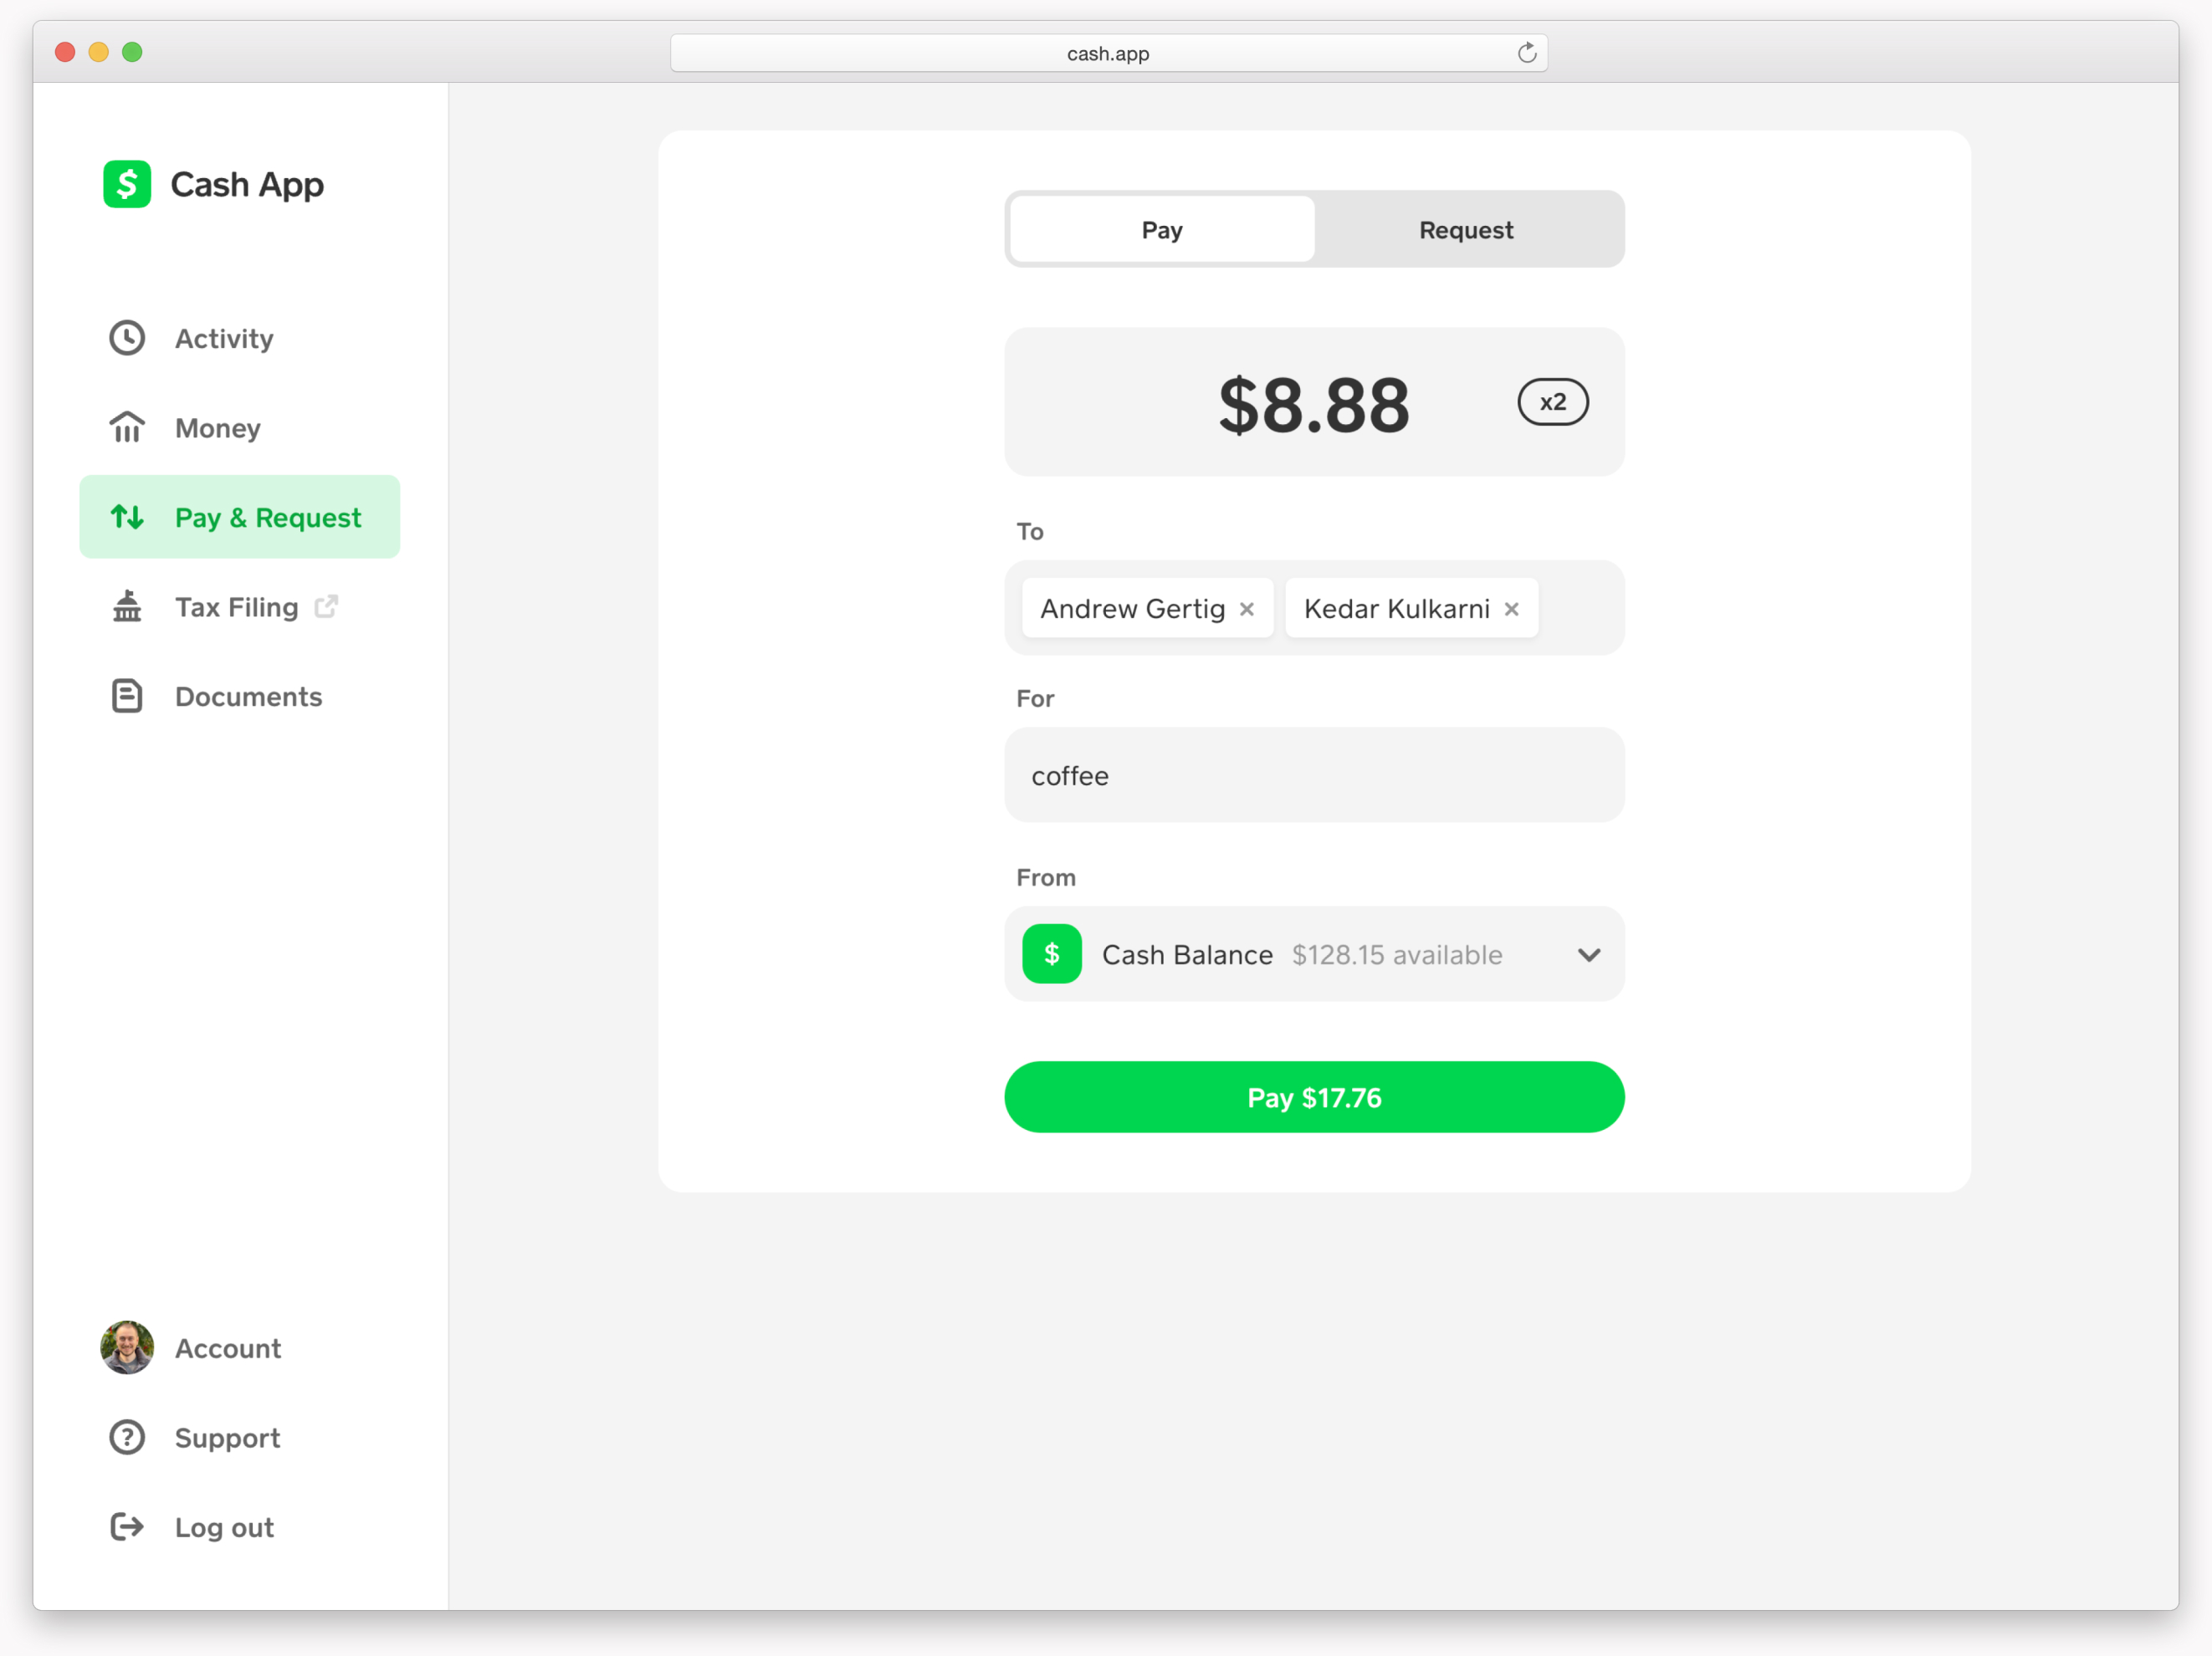 cash.app
$ Cash App
Activity
Money
Pay & Request
Tax Filing
Documents
Account
? Support
Log out
Pay Request
$8.88 x2
To
Andrew Gertig × Kedar Kulkarni ×
For
coffee
From
$ Cash Balance $128.15 available
Pay $17.76